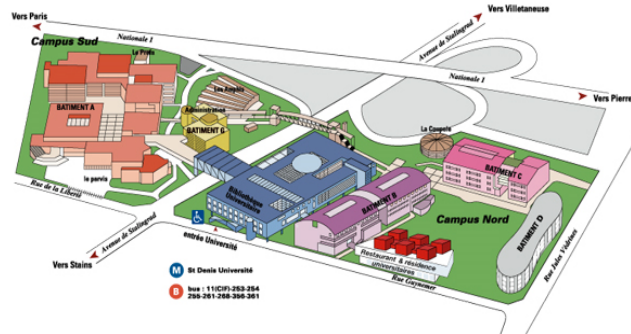 Vers Paris
Vers Villetaneuse
Campus Sud
Nationale 1
Avenue de Stalingrad
Nationale 1
Vers Pierre
Les Amphis
Administration
BATIMENT A
BATIMENT G
La Coupole
BATIMENT C
le parvis
Bibliothèque
Universitaire
BATIMENT B
Campus Nord
BATIMENT D
Rue de la Liberté
Avenue de Stalingrad
entrée Université
Vers Stains
Restaurant & résidence
universitaires
Rue Guynemer
Rue Jules Védrines
M St Denis Université
B bus : 11(CIF)-253-254
255-261-268-356-361